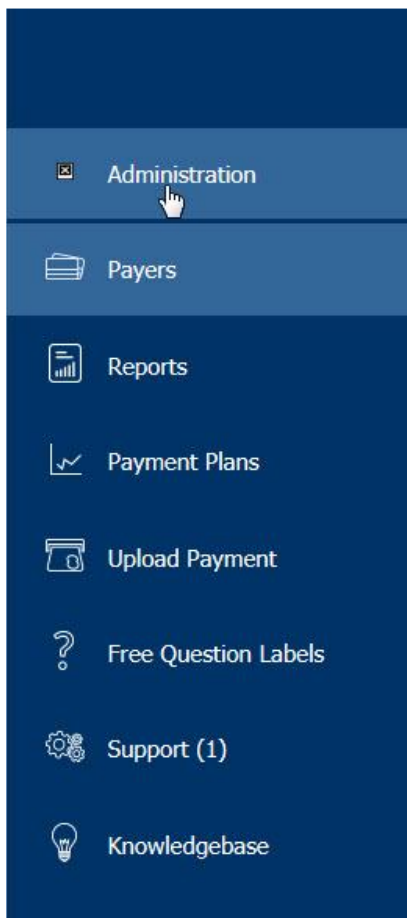 Administration
Payers
Reports
Payment Plans
Upload Payment
Free Question Labels
Support (1)
Knowledgebase